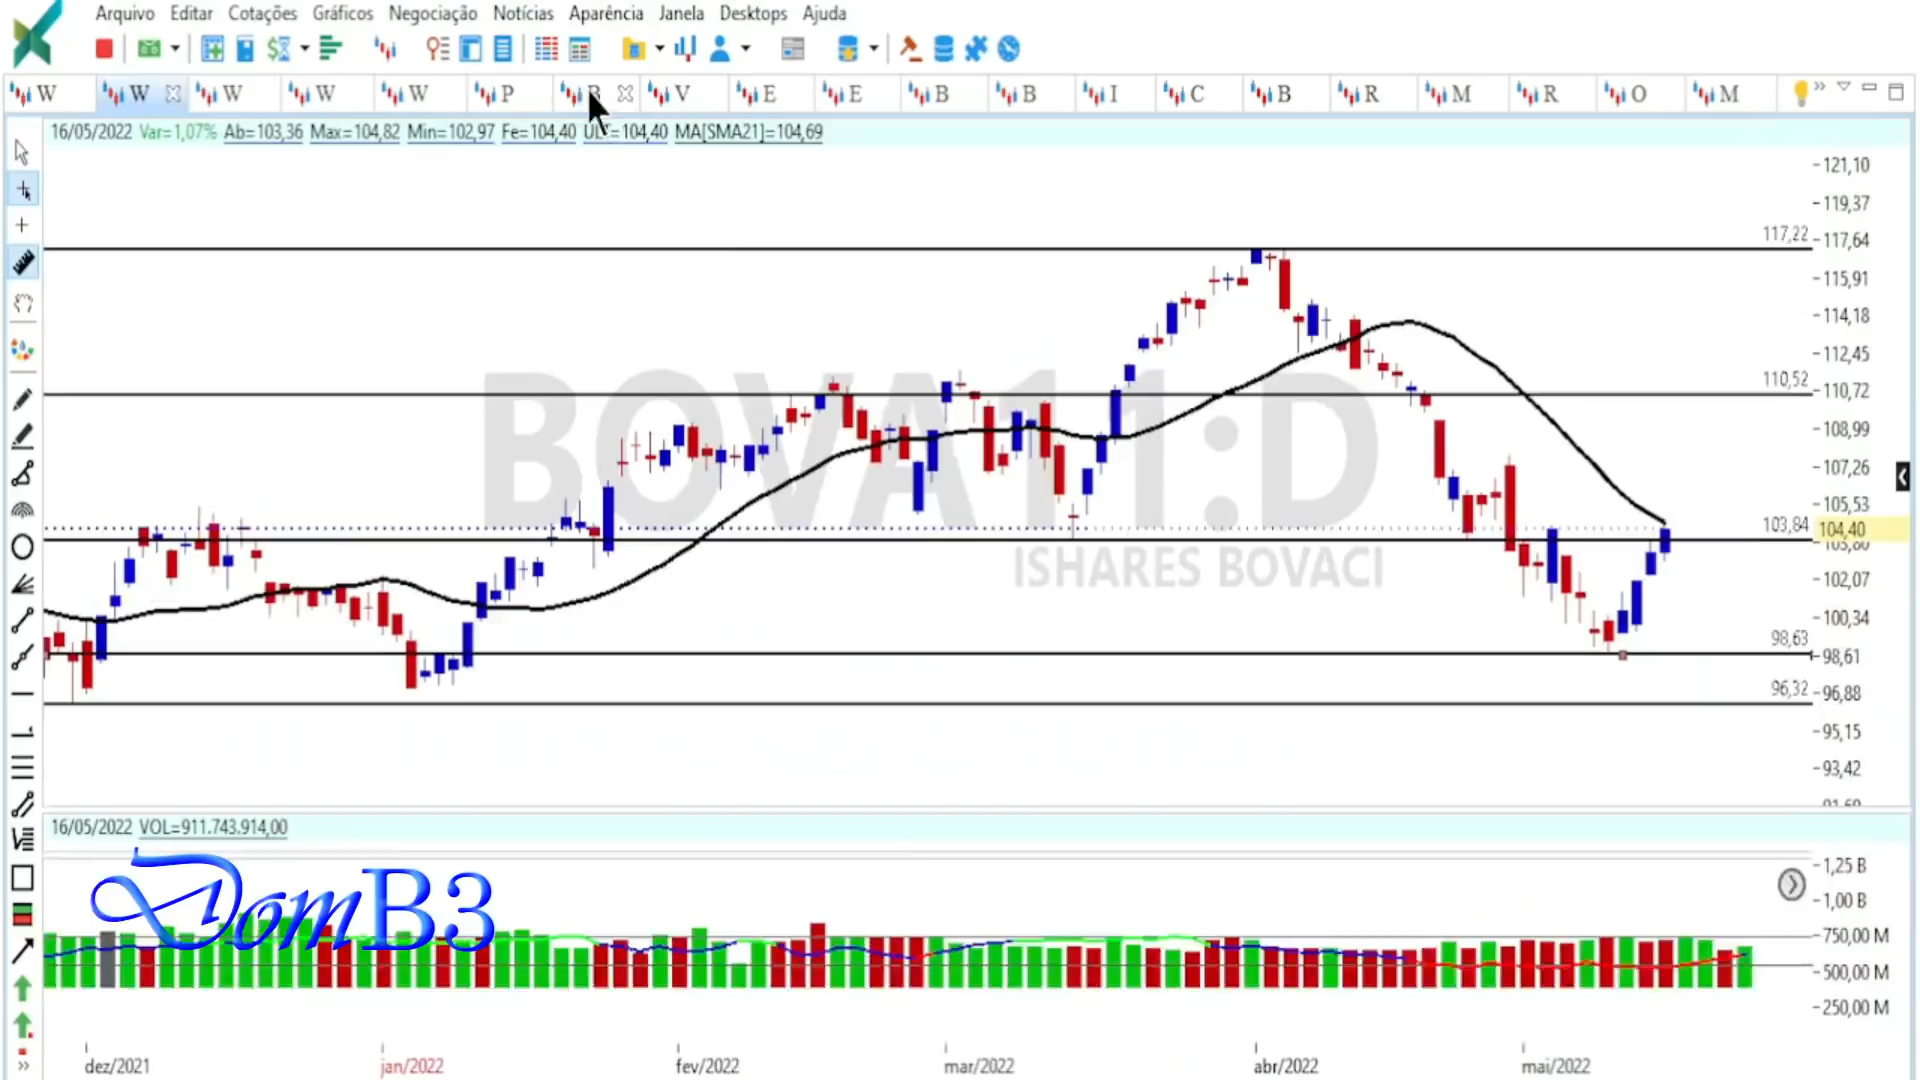 Arquivo Editar Cotações Gráficos Negociação Notícias Aparência Janela Desktops Ajuda
W W W W W P V E E B B I C B R M R O M
16/05/2022 Var=1,07% Ab=103,36 Max=104,82 Min=102,97 Fe=104,40 ULT=104,40 MA[SMA21]=104,69
121,10
119,37
117,22 117,64
115,91
114,18
112,45
110,52 110,72
108,99
107,26
105,53
103,84 104,40
102,07
100,34
98,63 98,61
96,32 96,88
95,15
93,42
BOVA11:D
ISHARES BOVACI
16/05/2022 VOL=911.743.914,00
DomB3
1,25 B
1,00 B
750,00 M
500,00 M
250,00 M
dez/2021 jan/2022 fev/2022 mar/2022 abr/2022 mai/2022